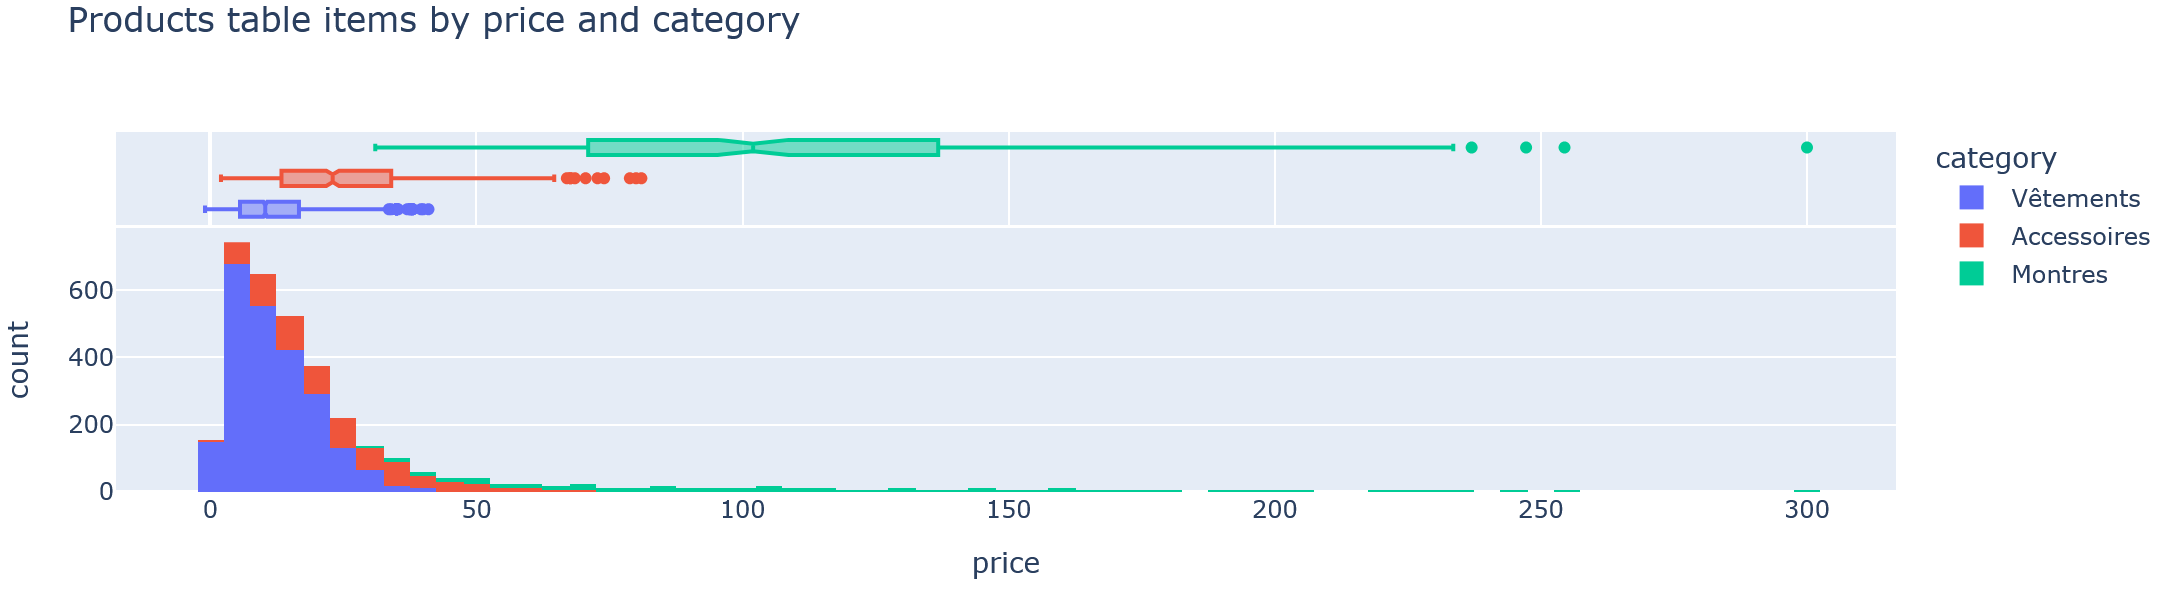 Products table items by price and category
category
Vêtements
Accessoires
Montres
600
400
200
0
count
0 50 100 150 200 250 300
price